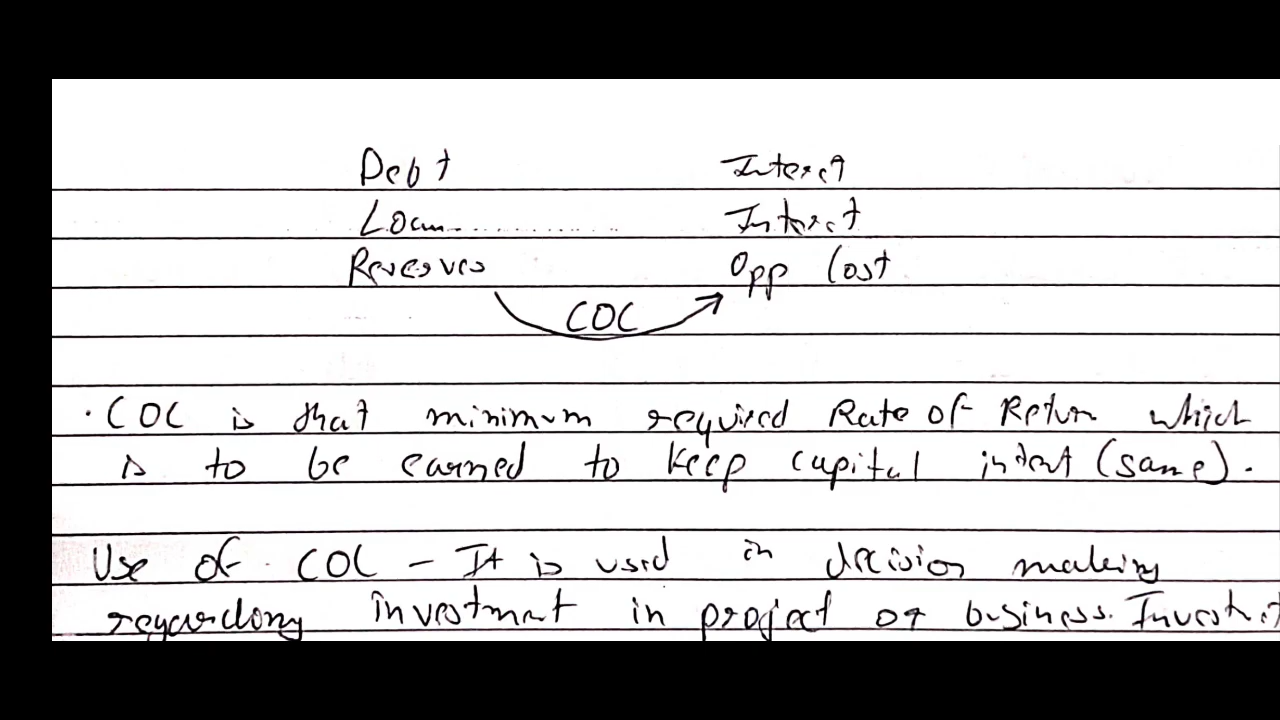 Debt Interest
Loan Interest
Reserves Opp Cost
COC
· COC is that minimum required Rate of Return which
is to be earned to keep capital intact (same).
Use of COC - It is used in decision making
regarding investment in project or business. Investment